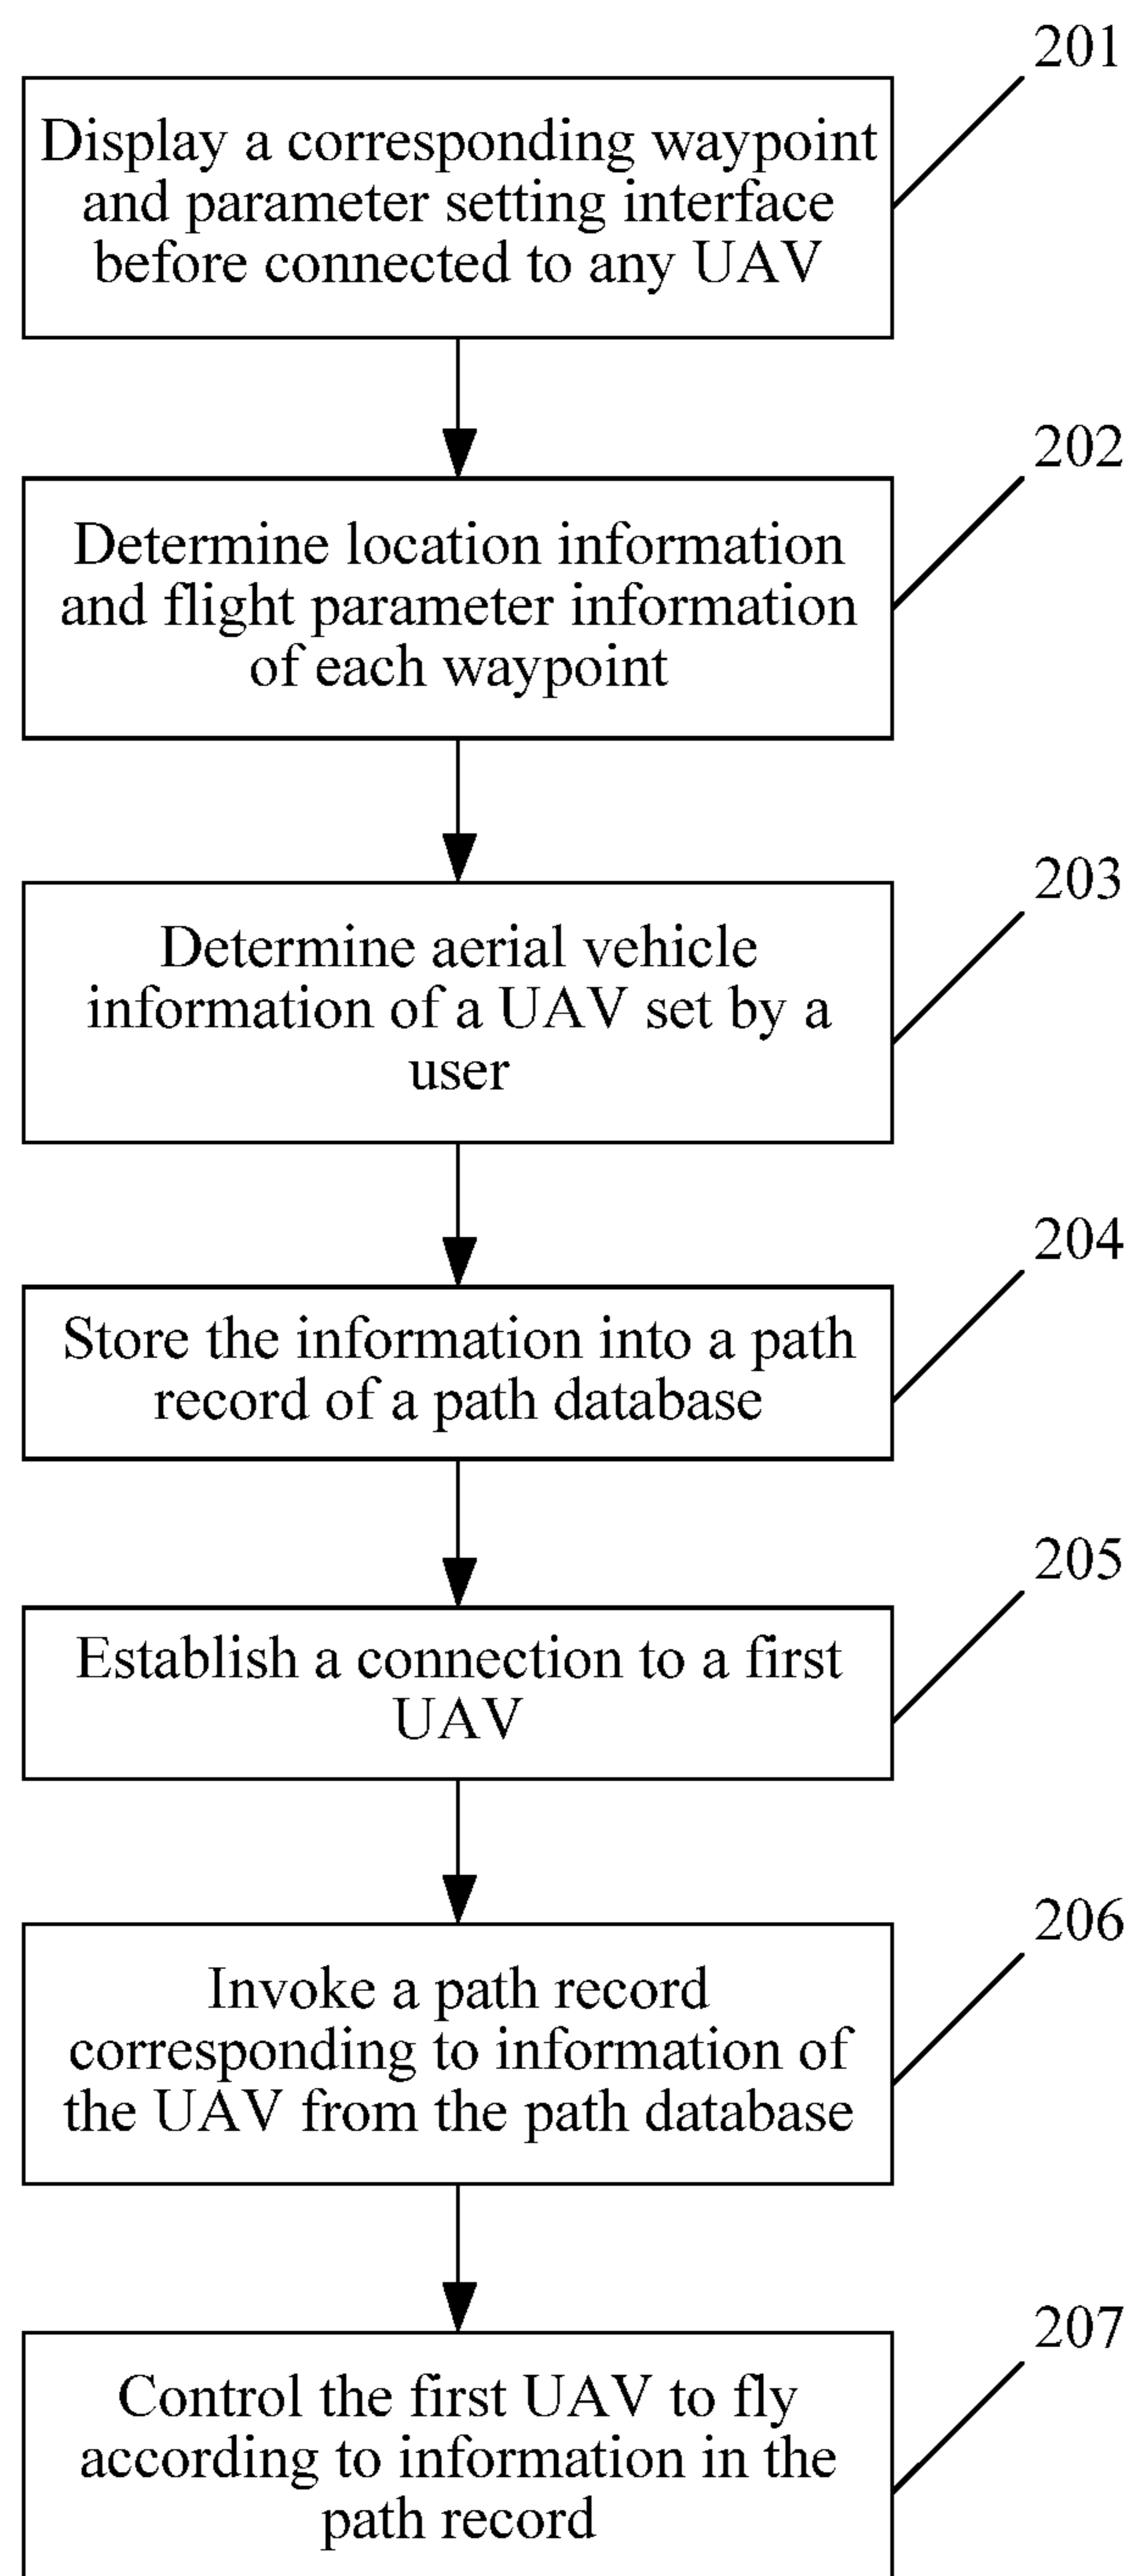 201
Display a corresponding waypoint
and parameter setting interface
before connected to any UAV
202
Determine location information
and flight parameter information
of each waypoint
203
Determine aerial vehicle
information of a UAV set by a
user
204
Store the information into a path
record of a path database
205
Establish a connection to a first
UAV
206
Invoke a path record
corresponding to information of
the UAV from the path database
207
Control the first UAV to fly
according to information in the
path record